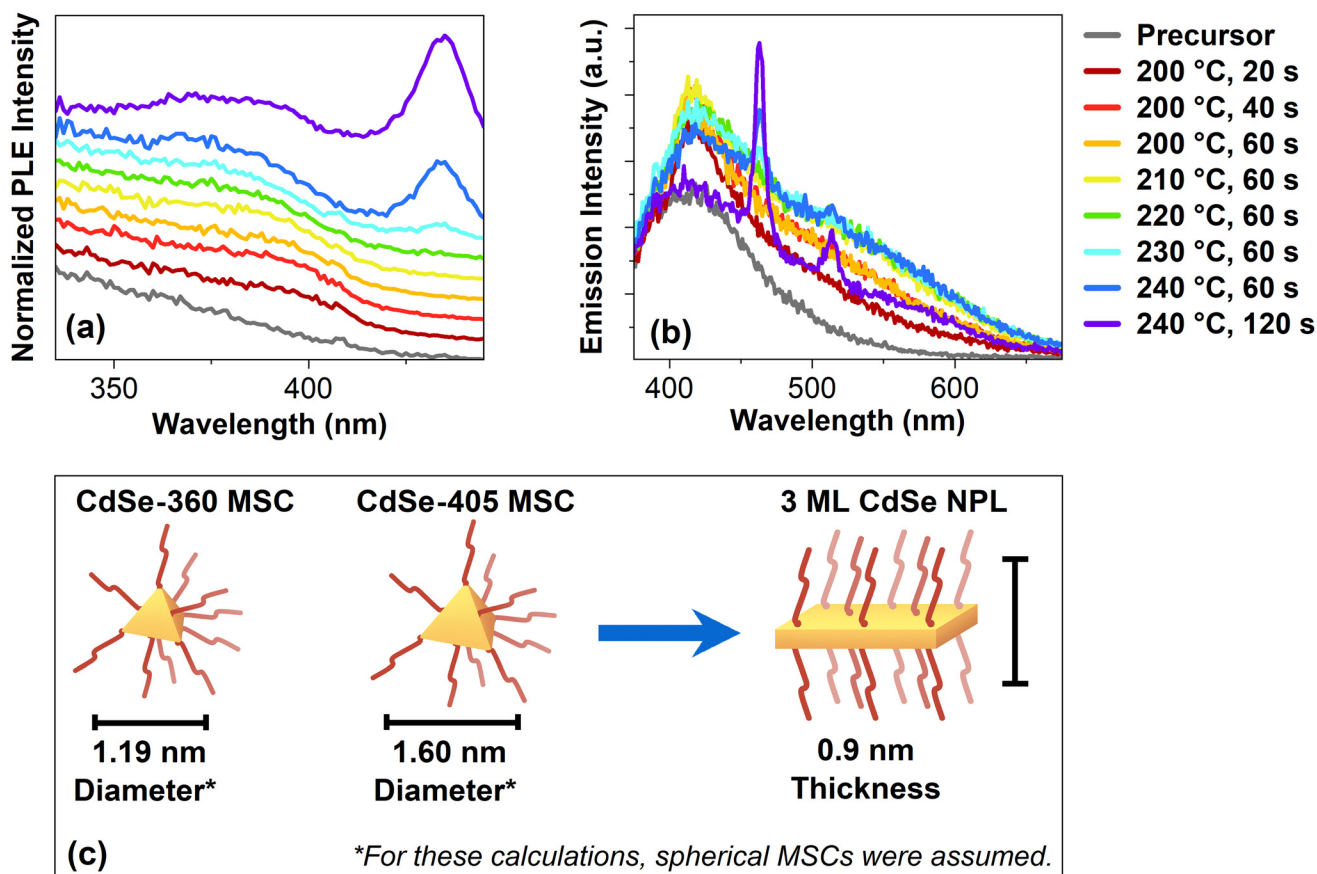 Normalized PLE Intensity
(a)
350
400
Wavelength (nm)
Emission Intensity (a.u.)
(b)
400
500
600
Wavelength (nm)
Precursor
200 °C, 20 s
200 °C, 40 s
200 °C, 60 s
210 °C, 60 s
220 °C, 60 s
230 °C, 60 s
240 °C, 60 s
240 °C, 120 s
CdSe-360 MSC
CdSe-405 MSC
3 ML CdSe NPL
1.19 nm
Diameter*
1.60 nm
Diameter*
0.9 nm
Thickness
(c)
*For these calculations, spherical MSCs were assumed.